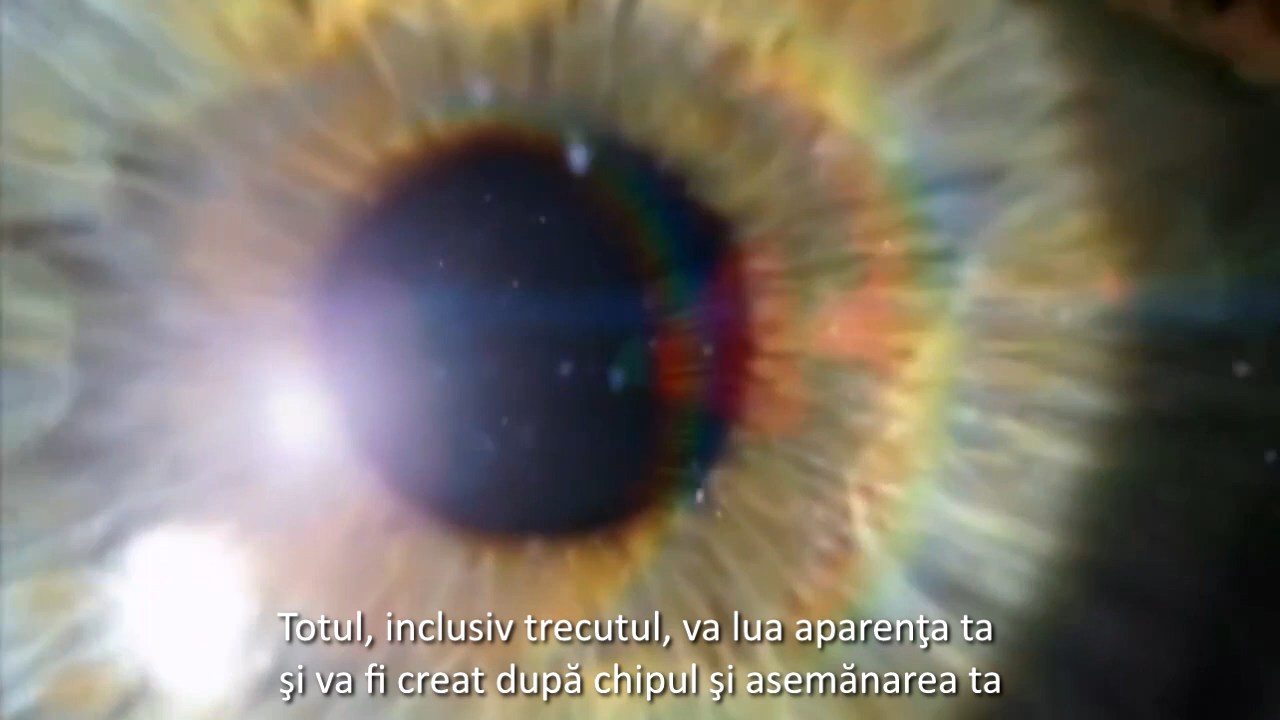 Totul, inclusiv trecutul, va lua aparenţa ta
şi va fi creat după chipul şi asemănarea ta